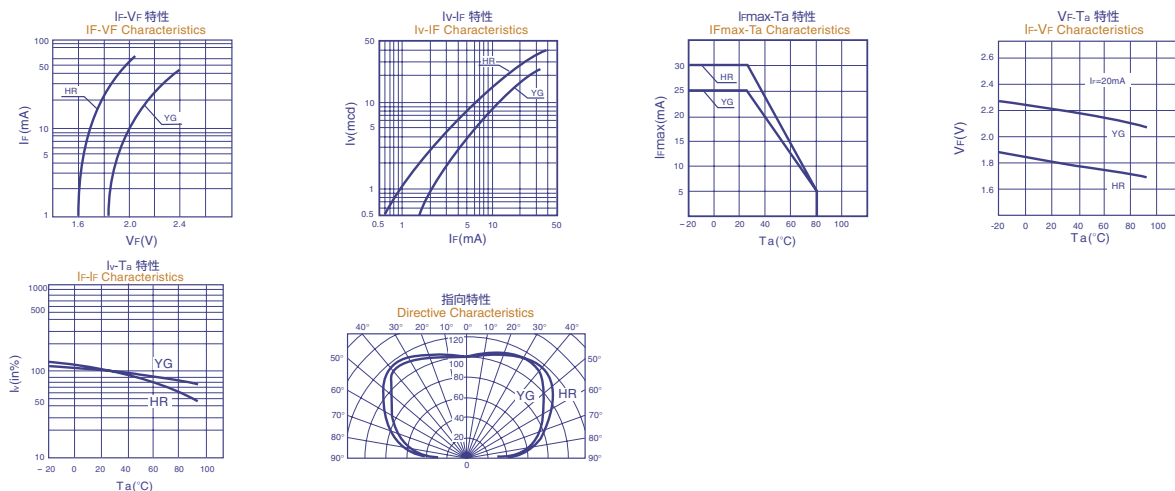 IF-VF 特性
IF-VF Characteristics
100
50
10
5
1
IF(mA)
HR
YG
1.6 2.0 2.4
VF(V)
Iv-IF 特性
Iv-IF Characteristics
50
10
5
1
0.5
Iv(mcd)
HR
YG
0.5 1 5 10 50
IF(mA)
IFmax-Ta 特性
IFmax-Ta Characteristics
30
25
20
15
10
5
IFmax(mA)
HR
YG
-20 0 20 40 60 80 100
Ta(°C)
VF-Ta 特性
IF-VF Characteristics
2.6
2.4
2.2
2.0
1.8
1.6
VF(V)
IF=20mA
YG
HR
-20 0 20 40 60 80 100
Ta(°C)
Iv-Ta 特性
IF-IF Characteristics
1000
500
100
50
10
Iv(in%)
YG
HR
-20 0 20 40 60 80 100
Ta(°C)
指向特性
Directive Characteristics
40° 30° 20° 10° 0° 10° 20° 30° 40°
50° 50°
60° 60°
70° 70°
80° 80°
90° 90°
120
100
80
60
40
20
0
YG HR